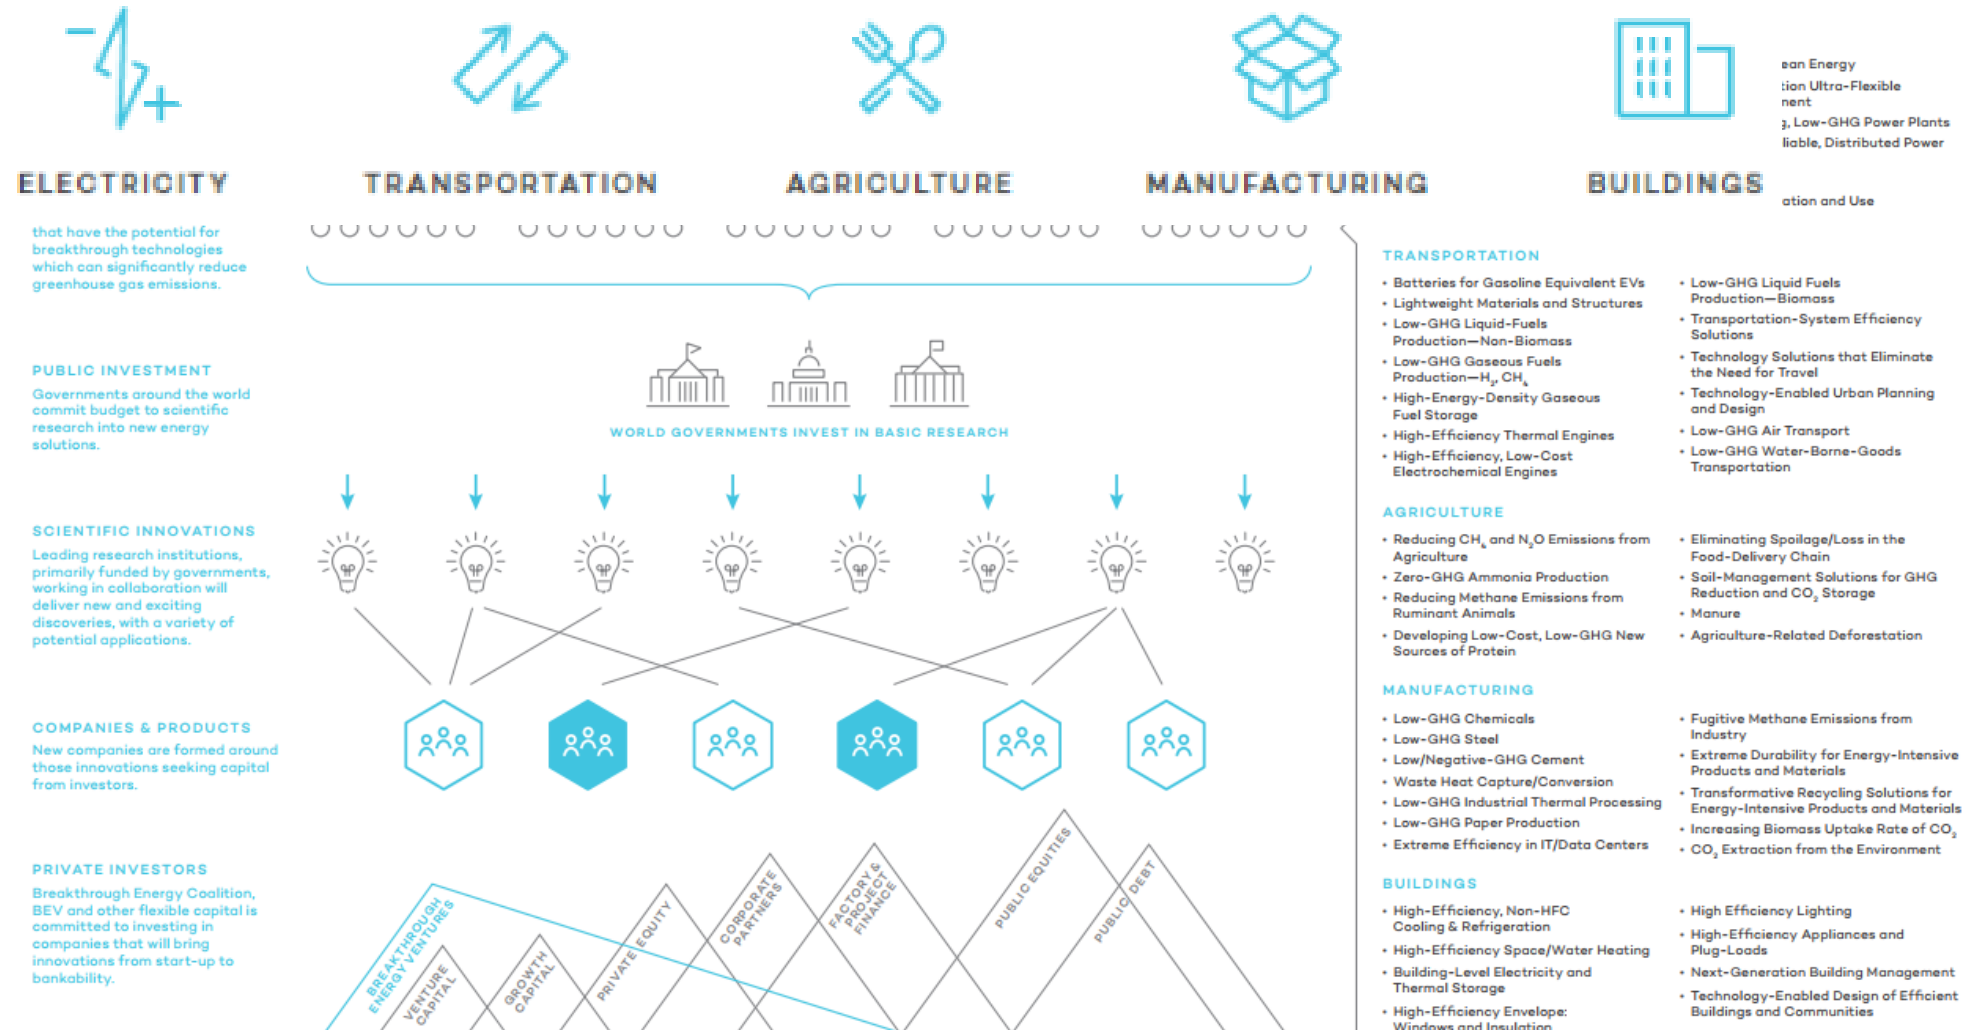 ELECTRICITY
TRANSPORTATION
AGRICULTURE
MANUFACTURING
BUILDINGS
Energy
Ultra-Flexible
Low-GHG Power Plants
Distributed Power
and Use
that have the potential for
breakthrough technologies
which can significantly reduce
greenhouse gas emissions.
PUBLIC INVESTMENT
Governments around the world
commit budget to scientific
research into new energy
solutions.
WORLD GOVERNMENTS INVEST IN BASIC RESEARCH
SCIENTIFIC INNOVATIONS
Leading research institutions,
primarily funded by governments,
working in collaboration will
deliver new and exciting
discoveries, with a variety of
potential applications.
COMPANIES & PRODUCTS
New companies are formed around
those innovations seeking capital
from investors.
PRIVATE INVESTORS
Breakthrough Energy Coalition,
BEV and other flexible capital is
committed to investing in
companies that will bring
innovations from start-up to
bankability.
BREAKTHROUGH
ENERGY VENTURES
VENTURE
CAPITAL
GROWTH
CAPITAL
PRIVATE EQUITY
CORPORATE
PARTNERS
FACTORY &
PROJECT
FINANCE
PUBLIC EQUITIES
PUBLIC DEBT
TRANSPORTATION
• Batteries for Gasoline Equivalent EVs
• Lightweight Materials and Structures
• Low-GHG Liquid-Fuels
Production—Non-Biomass
• Low-GHG Gaseous Fuels
Production—H₂, CH₄
• High-Energy-Density Gaseous
Fuel Storage
• High-Efficiency Thermal Engines
• High-Efficiency, Low-Cost
Electrochemical Engines
• Low-GHG Liquid Fuels
Production—Biomass
• Transportation-System Efficiency
Solutions
• Technology Solutions that Eliminate
the Need for Travel
• Technology-Enabled Urban Planning
and Design
• Low-GHG Air Transport
• Low-GHG Water-Borne-Goods
Transportation
AGRICULTURE
• Reducing CH₄ and N₂O Emissions from
Agriculture
• Zero-GHG Ammonia Production
• Reducing Methane Emissions from
Ruminant Animals
• Developing Low-Cost, Low-GHG New
Sources of Protein
• Eliminating Spoilage/Loss in the
Food-Delivery Chain
• Soil-Management Solutions for GHG
Reduction and CO₂ Storage
• Manure
• Agriculture-Related Deforestation
MANUFACTURING
• Low-GHG Chemicals
• Low-GHG Steel
• Low/Negative-GHG Cement
• Waste Heat Capture/Conversion
• Low-GHG Industrial Thermal Processing
• Low-GHG Paper Production
• Extreme Efficiency in IT/Data Centers
• Fugitive Methane Emissions from
Industry
• Extreme Durability for Energy-Intensive
Products and Materials
• Transformative Recycling Solutions for
Energy-Intensive Products and Materials
• Increasing Biomass Uptake Rate of CO₂
• CO₂ Extraction from the Environment
BUILDINGS
• High-Efficiency, Non-HFC
Cooling & Refrigeration
• High-Efficiency Space/Water Heating
• Building-Level Electricity and
Thermal Storage
• High-Efficiency Envelope:
Windows and Insulation
• High Efficiency Lighting
• High-Efficiency Appliances and
Plug-Loads
• Next-Generation Building Management
• Technology-Enabled Design of Efficient
Buildings and Communities